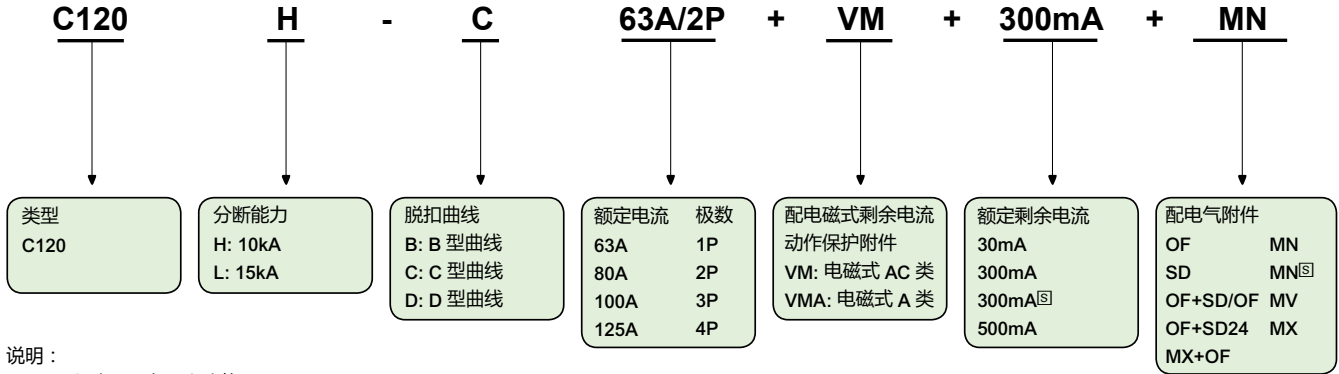 C120 H - C 63A/2P + VM + 300mA + MN
类型
C120
分断能力
H: 10kA
L: 15kA
脱扣曲线
B: B 型曲线
C: C 型曲线
D: D 型曲线
额定电流 极数
63A 1P
80A 2P
100A 3P
125A 4P
配电磁式剩余电流
动作保护附件
VM: 电磁式 AC 类
VMA: 电磁式 A 类
额定剩余电流
30mA
300mA
300mA🅂
500mA
配电气附件
OF MN
SD MN🅂
OF+SD/OF MV
OF+SD24 MX
MX+OF
说明：